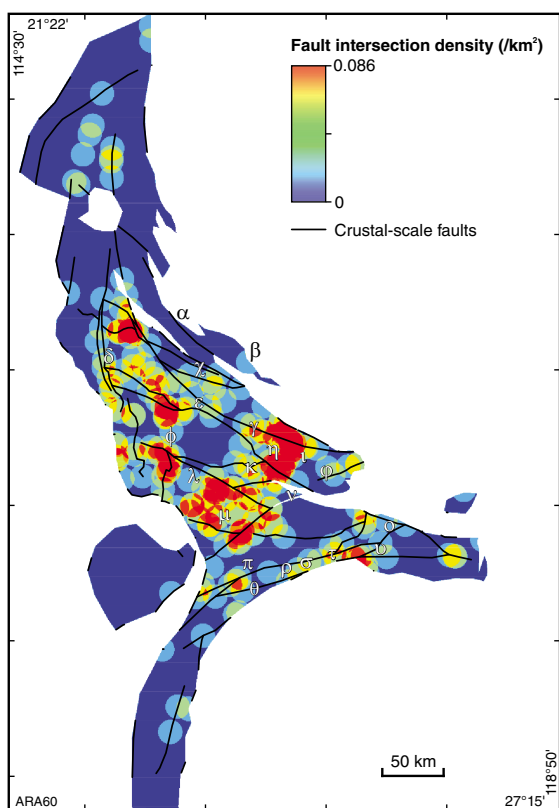 21°22'
114°30'
Fault intersection density (/km²)
0.086
0
Crustal-scale faults
α
β
χ
δ
ε
γ
η
ι
ϕ
κ
φ
λ
ν
μ
ο
π
ρ
σ
τ
υ
θ
50 km
118°50'
ARA60
27°15'